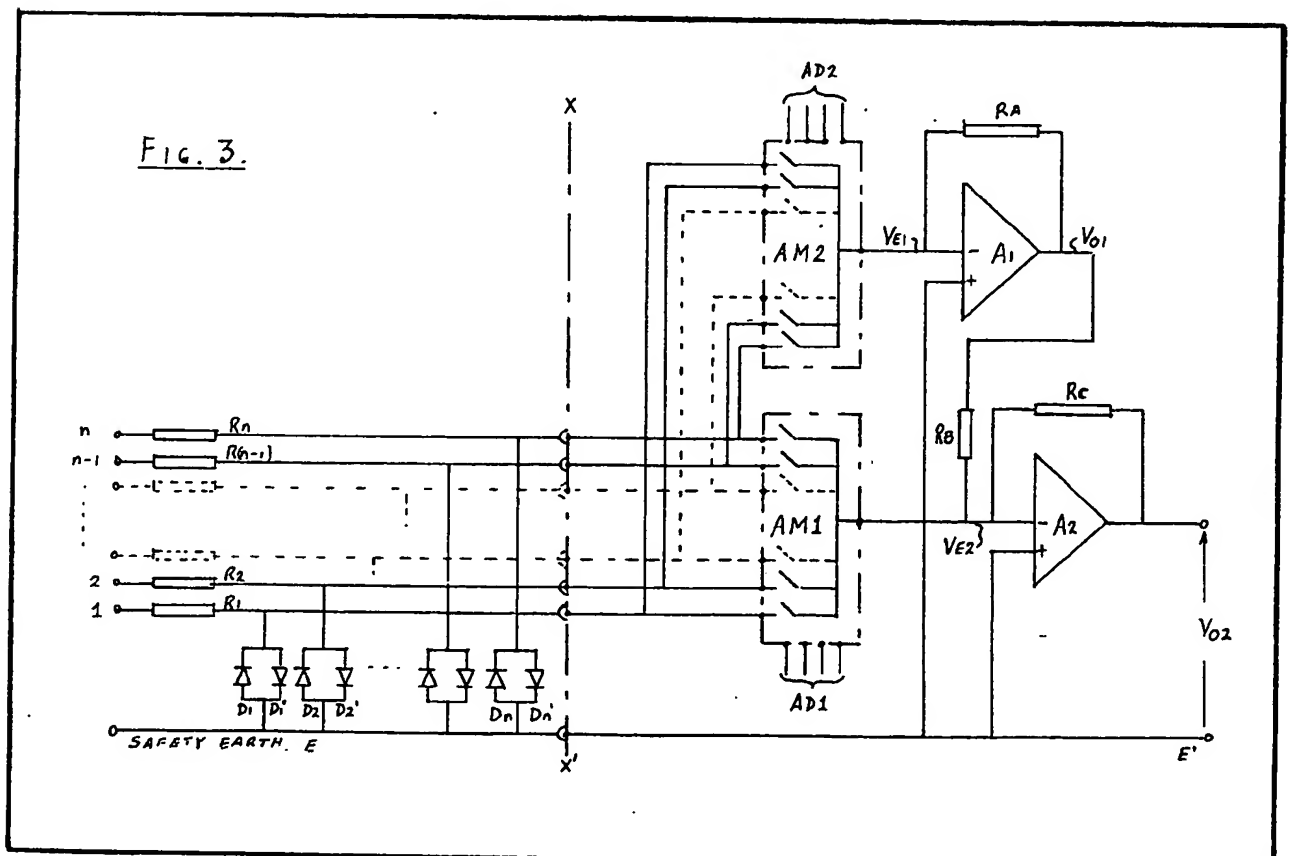 FIG. 3.
X
AD2
RA
VE1
AM2
A1
VO1
-
+
n
Rn
n-1
R(n-1)
RB
RC
AM1
VE2
A2
-
+
2
R2
1
R1
VO2
D1 D1' D2 D2' Dn Dn'
AD1
SAFETY EARTH. E
X'
E'